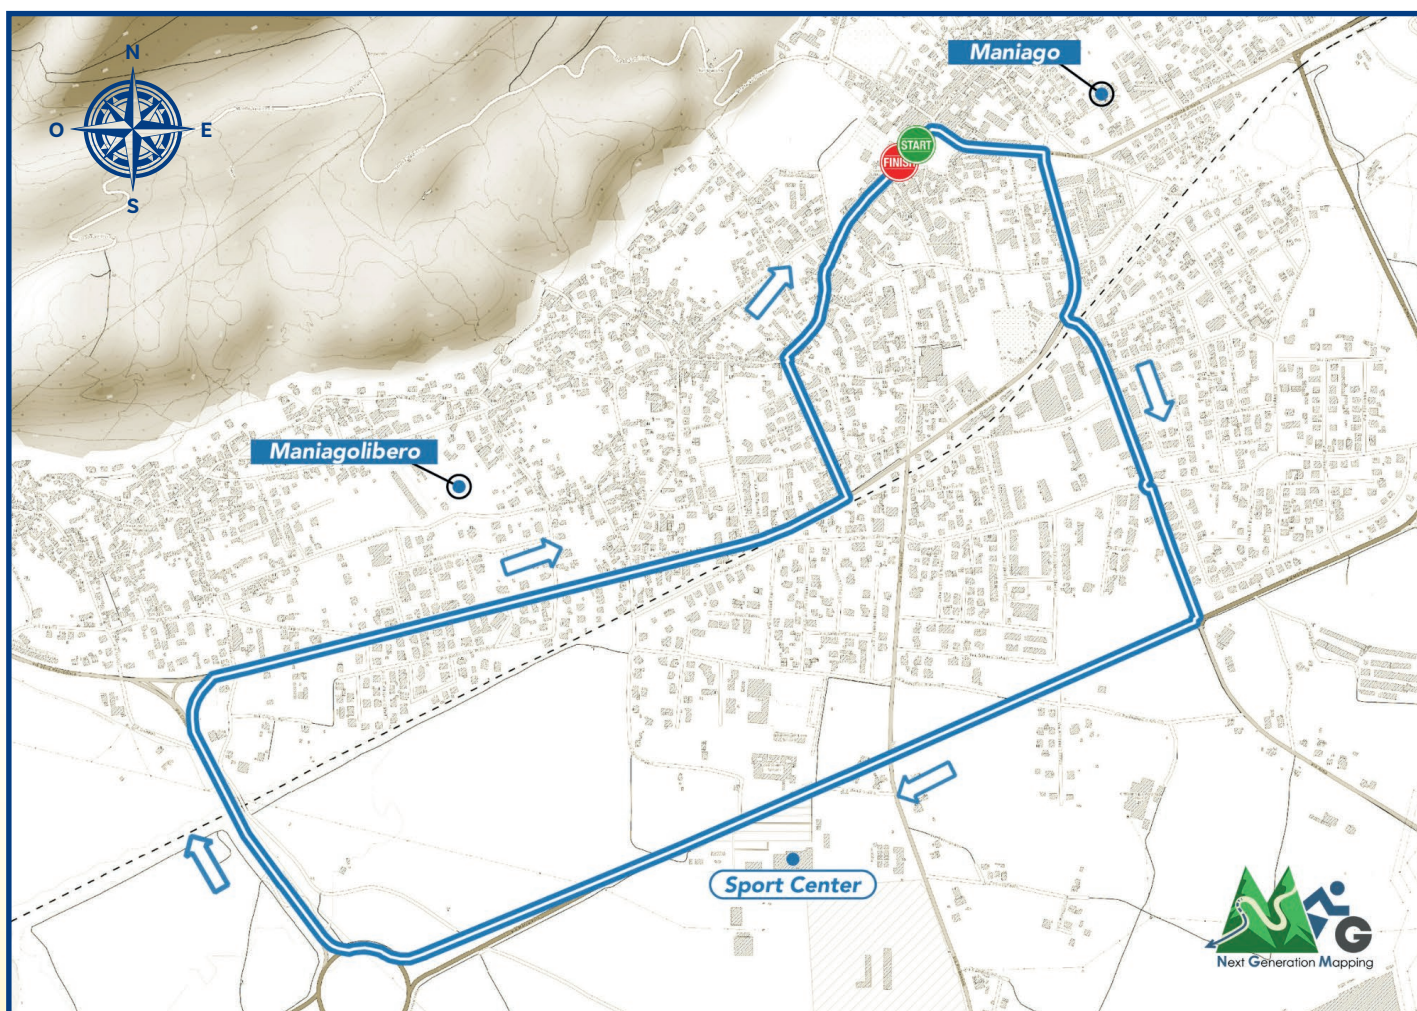 N
O
E
S
Maniago
START
FINISH
Maniagolibero
Sport Center
G
Next Generation Mapping